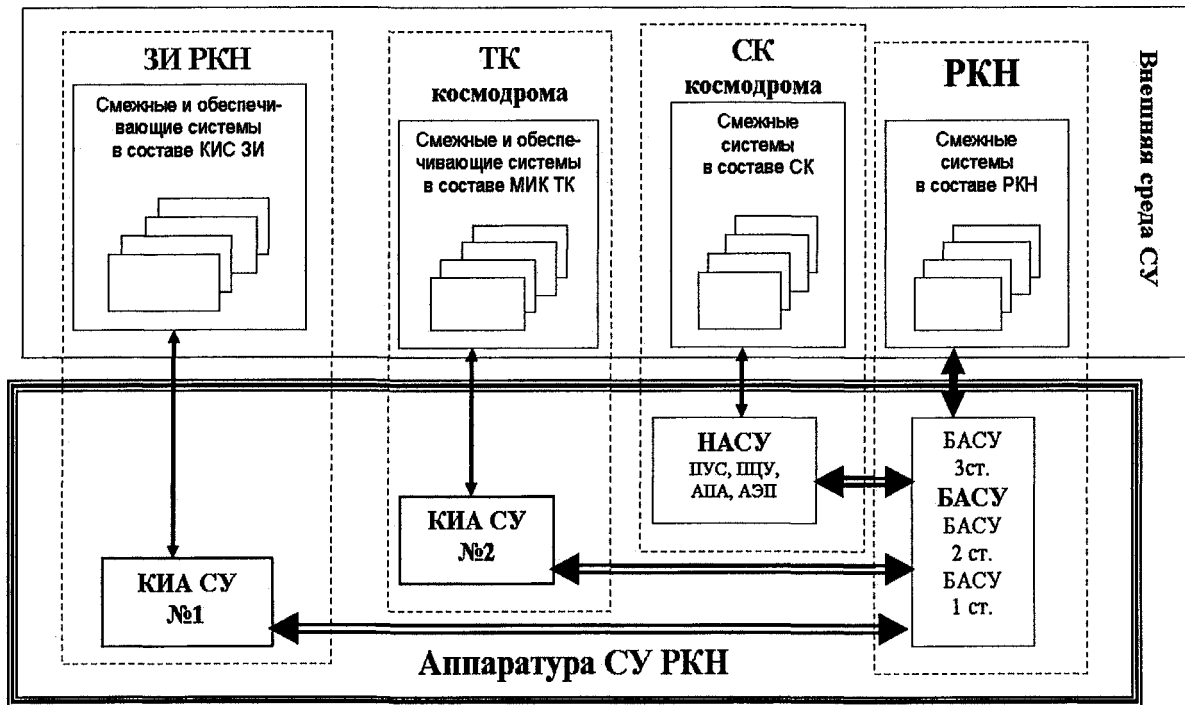 ЗИ РКН
Смежные и обеспечи-
вающие системы
в составе КИС ЗИ
ТК
космодрома
Смежные и обеспе-
чивающие системы
в составе МИК ТК
СК
космодрома
Смежные
системы
в составе СК
РКН
Смежные
системы
в составе РКН
Внешняя среда СУ
КИА СУ
№1
КИА СУ
№2
НАСУ
ПУС, ПЦУ,
АПА, АЭП
БАСУ
3ст.
БАСУ
БАСУ
2 ст.
БАСУ
1 ст.
Аппаратура СУ РКН